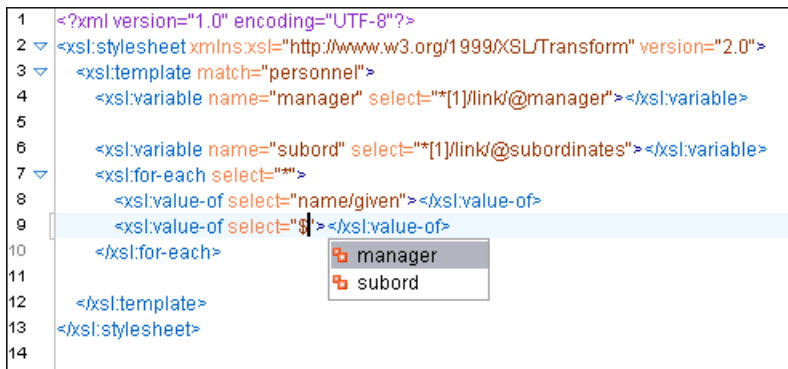 1 <?xml version="1.0" encoding="UTF-8"?>
2 <xsl:stylesheet xmlns:xsl="http://www.w3.org/1999/XSL/Transform" version="2.0">
3 <xsl:template match="personnel">
4 <xsl:variable name="manager" select="*[1]/link/@manager"></xsl:variable>
5
6 <xsl:variable name="subord" select="*[1]/link/@subordinates"></xsl:variable>
7 <xsl:for-each select="*">
8 <xsl:value-of select="name/given"></xsl:value-of>
9 <xsl:value-of select="$"></xsl:value-of>
10 </xsl:for-each>
manager
11
subord
12 </xsl:template>
13 </xsl:stylesheet>
14